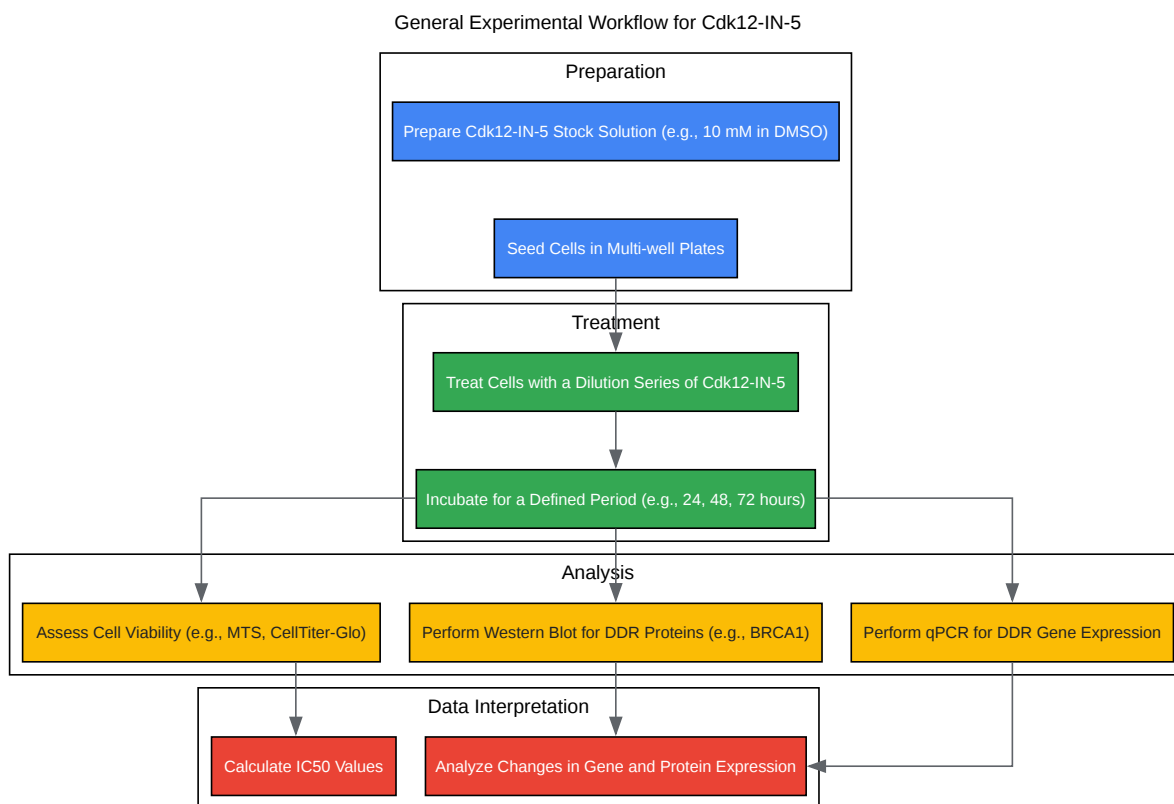 General Experimental Workflow for Cdk12-IN-5
Preparation
Prepare Cdk12-IN-5 Stock Solution (e.g., 10 mM in DMSO)
Seed Cells in Multi-well Plates
Treatment
Treat Cells with a Dilution Series of Cdk12-IN-5
Incubate for a Defined Period (e.g., 24, 48, 72 hours)
Analysis
Assess Cell Viability (e.g., MTS, CellTiter-Glo)
Perform Western Blot for DDR Proteins (e.g., BRCA1)
Perform qPCR for DDR Gene Expression
Data Interpretation
Calculate IC50 Values
Analyze Changes in Gene and Protein Expression